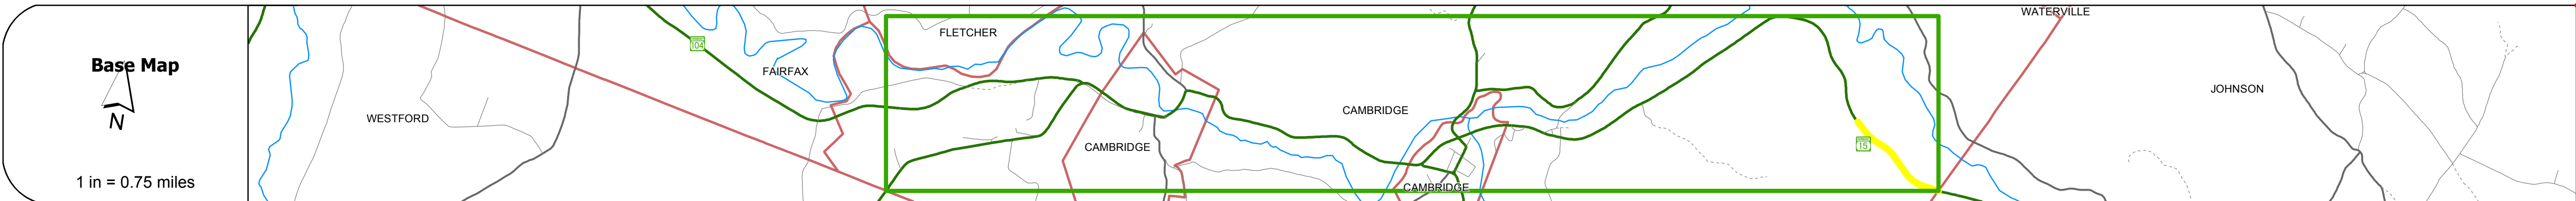 Base Map
N
1 in = 0.75 miles
WESTFORD
104
FAIRFAX
FLETCHER
CAMBRIDGE
CAMBRIDGE
CAMBRIDGE
15
WATERVILLE
JOHNSON